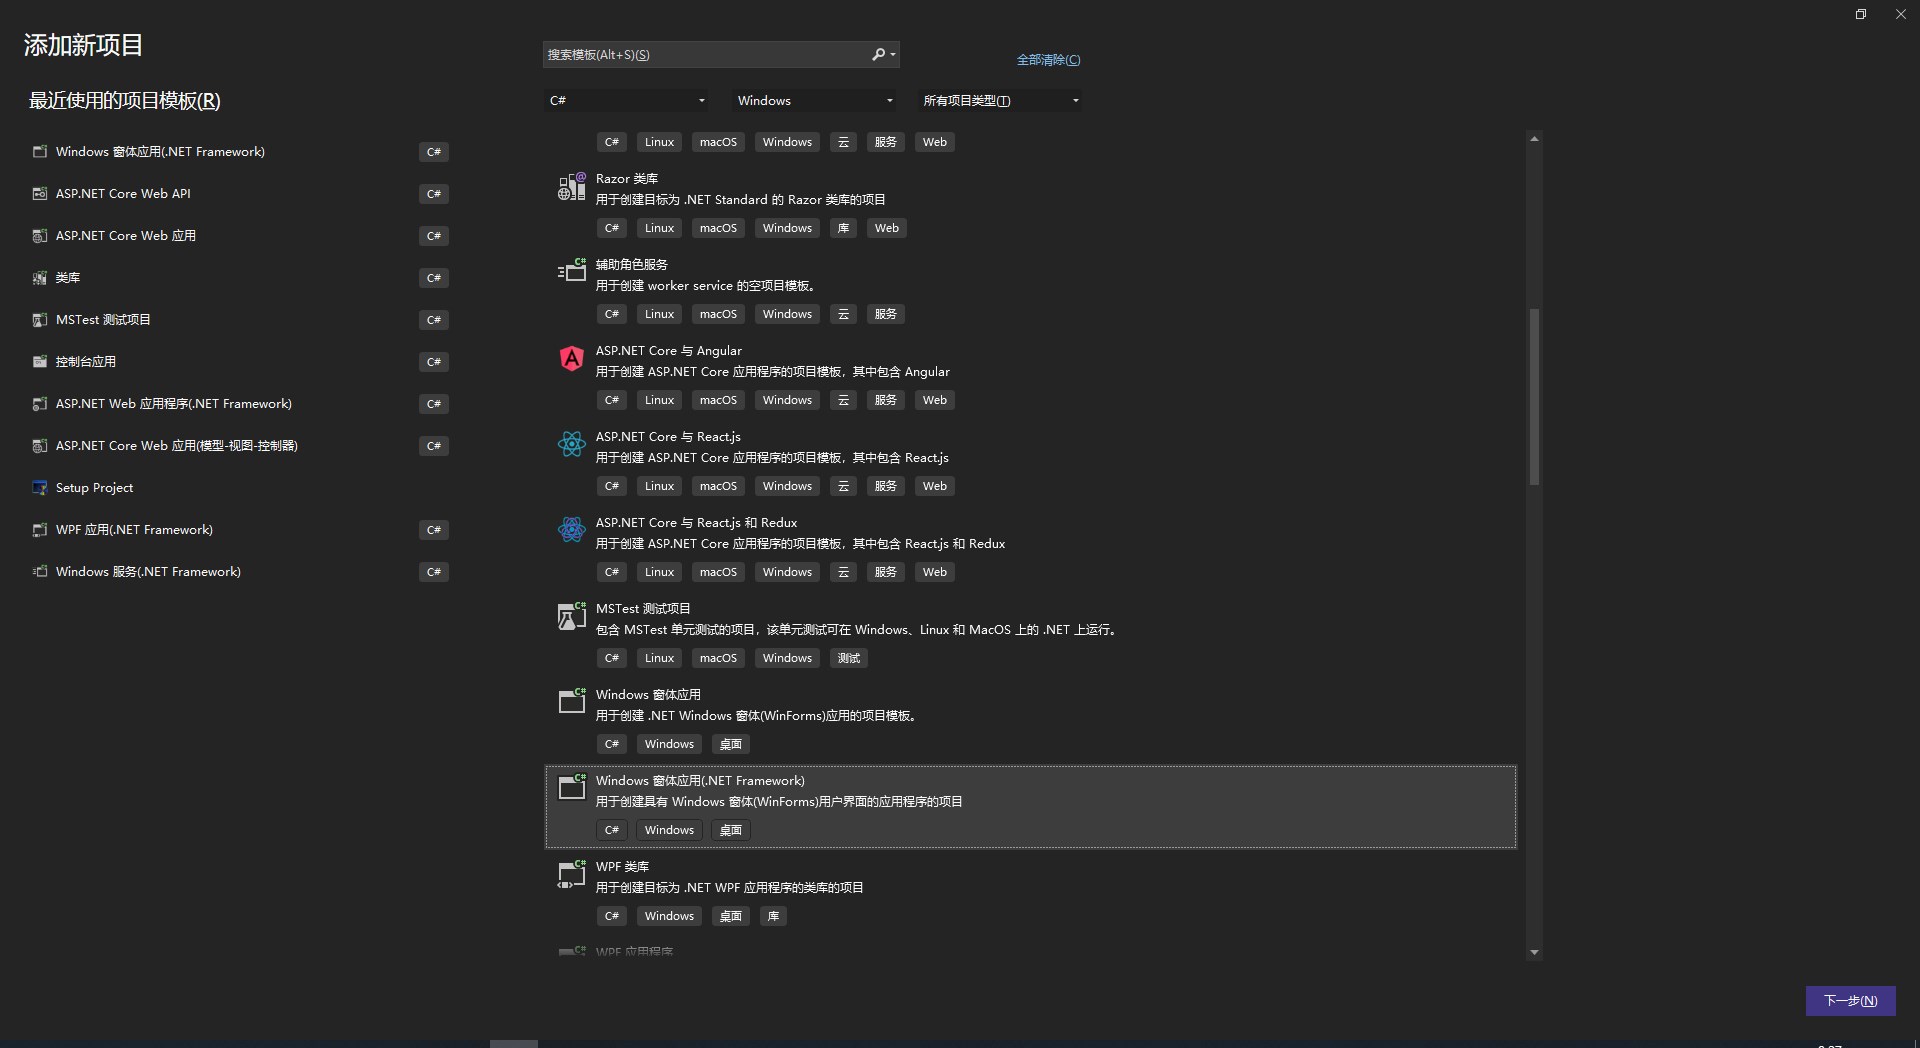 添加新项目
搜索模板(Alt+S)(S)
全部清除(C)
最近使用的项目模板(R)
C#
Windows
所有项目类型(T)
Windows 窗体应用(.NET Framework) C#
ASP.NET Core Web API C#
ASP.NET Core Web 应用 C#
类库 C#
MSTest 测试项目 C#
控制台应用 C#
ASP.NET Web 应用程序(.NET Framework) C#
ASP.NET Core Web 应用(模型-视图-控制器) C#
Setup Project
WPF 应用(.NET Framework) C#
Windows 服务(.NET Framework) C#
C# Linux macOS Windows 云 服务 Web
Razor 类库
用于创建目标为 .NET Standard 的 Razor 类库的项目
C# Linux macOS Windows 库 Web
辅助角色服务
用于创建 worker service 的空项目模板。
C# Linux macOS Windows 云 服务
ASP.NET Core 与 Angular
用于创建 ASP.NET Core 应用程序的项目模板，其中包含 Angular
C# Linux macOS Windows 云 服务 Web
ASP.NET Core 与 React.js
用于创建 ASP.NET Core 应用程序的项目模板，其中包含 React.js
C# Linux macOS Windows 云 服务 Web
ASP.NET Core 与 React.js 和 Redux
用于创建 ASP.NET Core 应用程序的项目模板，其中包含 React.js 和 Redux
C# Linux macOS Windows 云 服务 Web
MSTest 测试项目
包含 MSTest 单元测试的项目，该单元测试可在 Windows、Linux 和 MacOS 上的 .NET 上运行。
C# Linux macOS Windows 测试
Windows 窗体应用
用于创建 .NET Windows 窗体(WinForms)应用的项目模板。
C# Windows 桌面
Windows 窗体应用(.NET Framework)
用于创建具有 Windows 窗体(WinForms)用户界面的应用程序的项目
C# Windows 桌面
WPF 类库
用于创建目标为 .NET WPF 应用程序的类库的项目
C# Windows 桌面 库
WPF 应用程序
下一步(N)